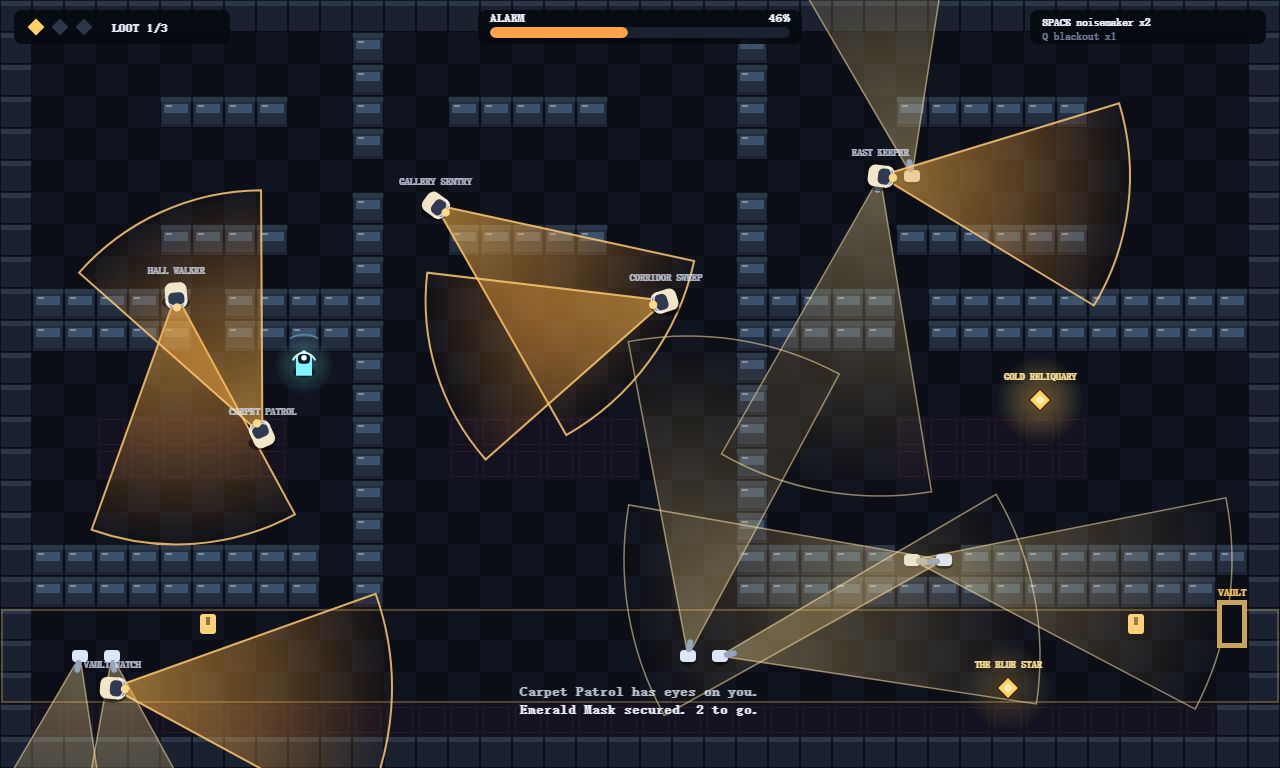 LOOT 1/3
ALARM 46%
SPACE noisemaker x2
Q blackout x1
EAST KEEPER
GALLERY SENTRY
HALL WALKER
CORRIDOR SWEEP
GOLD RELIQUARY
CARPET PATROL
VAULT
VAULT WATCH
THE BLUE STAR
Carpet Patrol has eyes on you.
Emerald Mask secured. 2 to go.